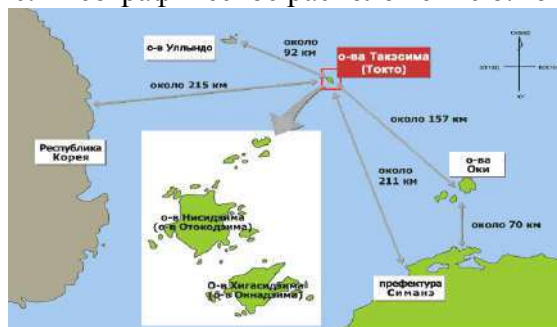 о-в Уллындо
около
92 км
о-ва Такэсима
(Токто)
около 215 км
около 157 км
Республика
Корея
около
211 км
о-ва
Оки
о-в Нисидзима
(о-в Отокодзима)
около 70 км
О-в Хигасидзима
(о-в Оннадзима)
префектура
Симанэ